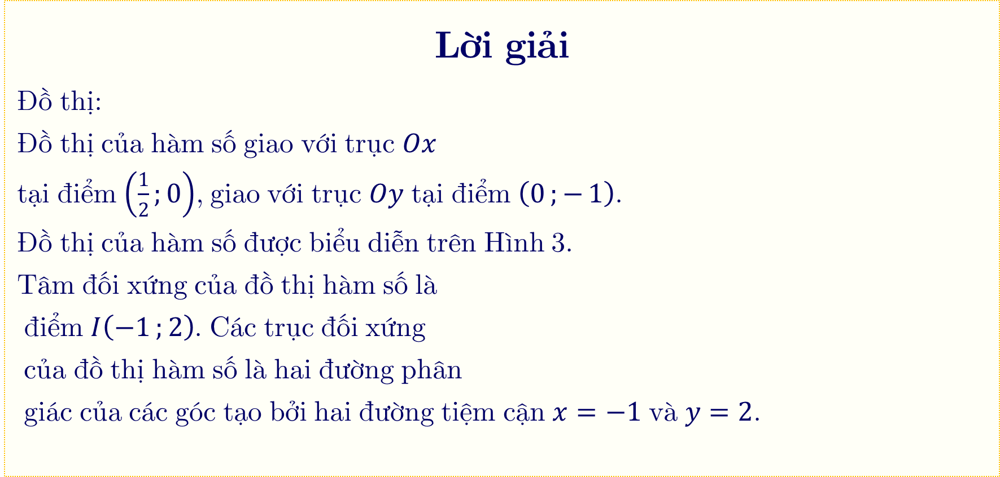 Lời giải
Đồ thị:
Đồ thị của hàm số giao với trục Ox
tại điểm (1/2; 0), giao với trục Oy tại điểm (0 ; − 1).
Đồ thị của hàm số được biểu diễn trên Hình 3.
Tâm đối xứng của đồ thị hàm số là
điểm I(−1 ; 2). Các trục đối xứng
của đồ thị hàm số là hai đường phân
giác của các góc tạo bởi hai đường tiệm cận x = −1 và y = 2.